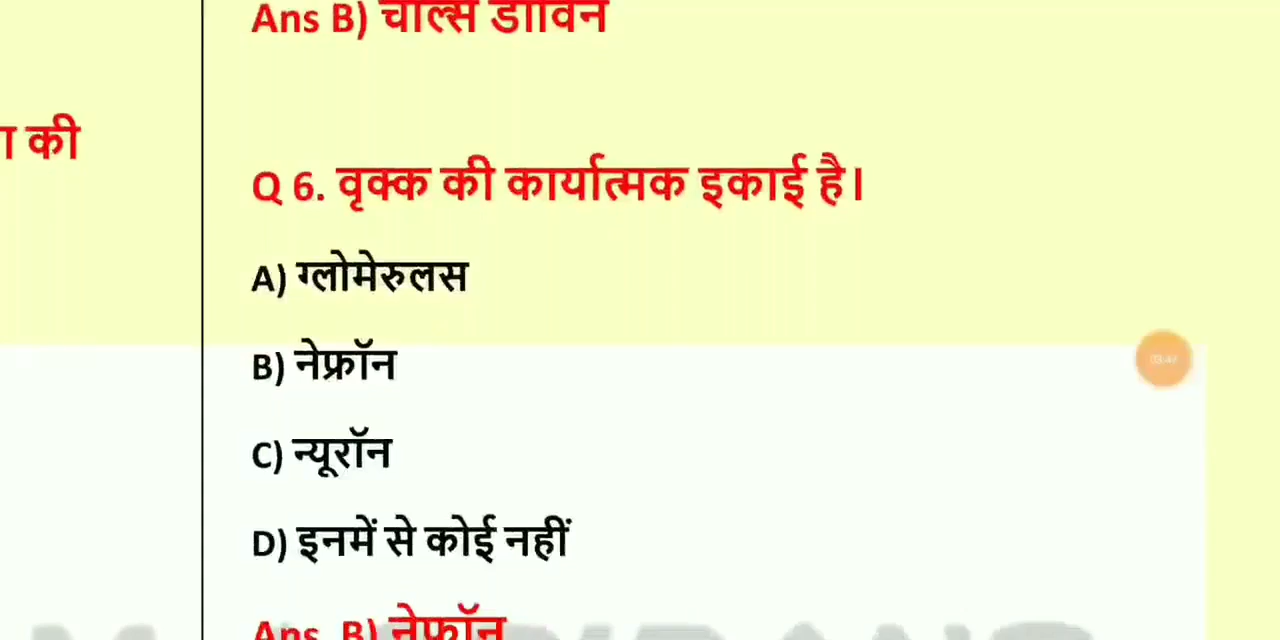 Ans B) चार्ल्स डार्विन
की
Q 6. वृक्क की कार्यात्मक इकाई है।
A) ग्लोमेरुलस
B) नेफ्रॉन
C) न्यूरॉन
D) इनमें से कोई नहीं
Ans B) नेफ्रॉन